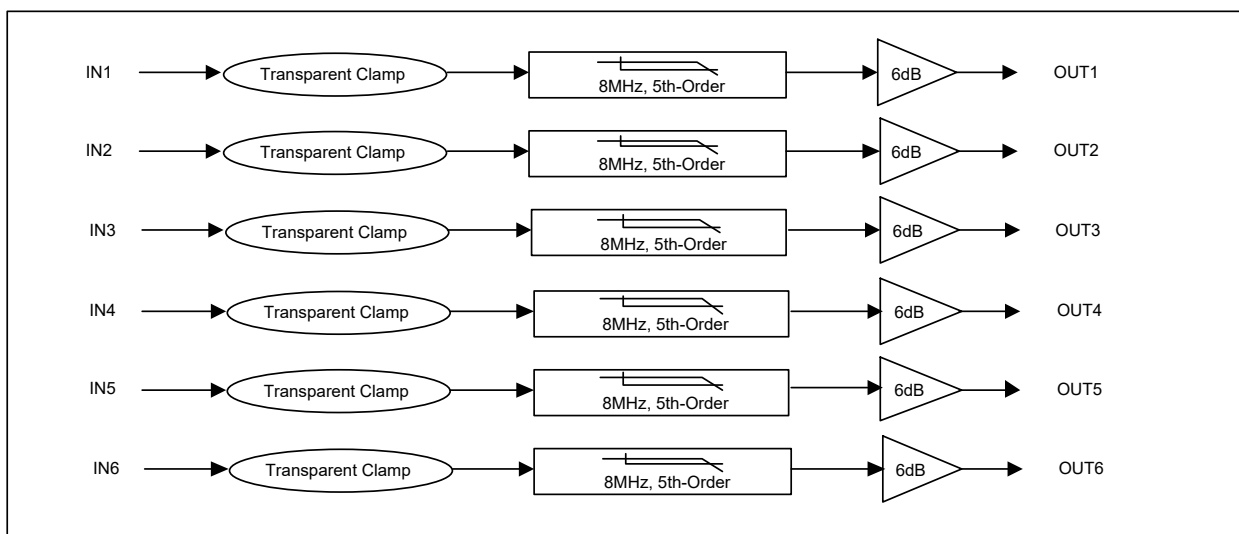 IN1 Transparent Clamp 8MHz, 5th-Order 6dB OUT1
IN2 Transparent Clamp 8MHz, 5th-Order 6dB OUT2
IN3 Transparent Clamp 8MHz, 5th-Order 6dB OUT3
IN4 Transparent Clamp 8MHz, 5th-Order 6dB OUT4
IN5 Transparent Clamp 8MHz, 5th-Order 6dB OUT5
IN6 Transparent Clamp 8MHz, 5th-Order 6dB OUT6